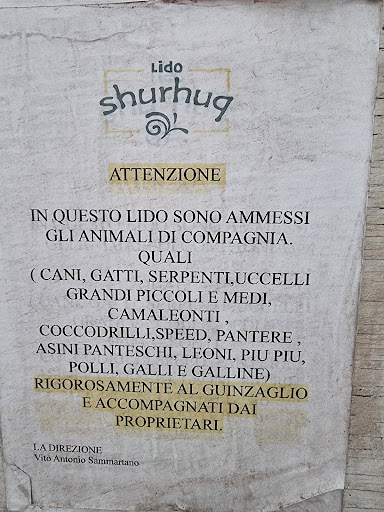 LIDO
shurhuq
ATTENZIONE
IN QUESTO LIDO SONO AMMESSI
GLI ANIMALI DI COMPAGNIA.
QUALI
( CANI, GATTI, SERPENTI,UCCELLI
GRANDI PICCOLI E MEDI,
CAMALEONTI ,
COCCODRILLI,SPEED, PANTERE ,
ASINI PANTESCHI, LEONI, PIU PIU,
POLLI, GALLI E GALLINE)
RIGOROSAMENTE AL GUINZAGLIO
E ACCOMPAGNATI DAI
PROPRIETARI.
LA DIREZIONE
Vito Antonio Sammartano